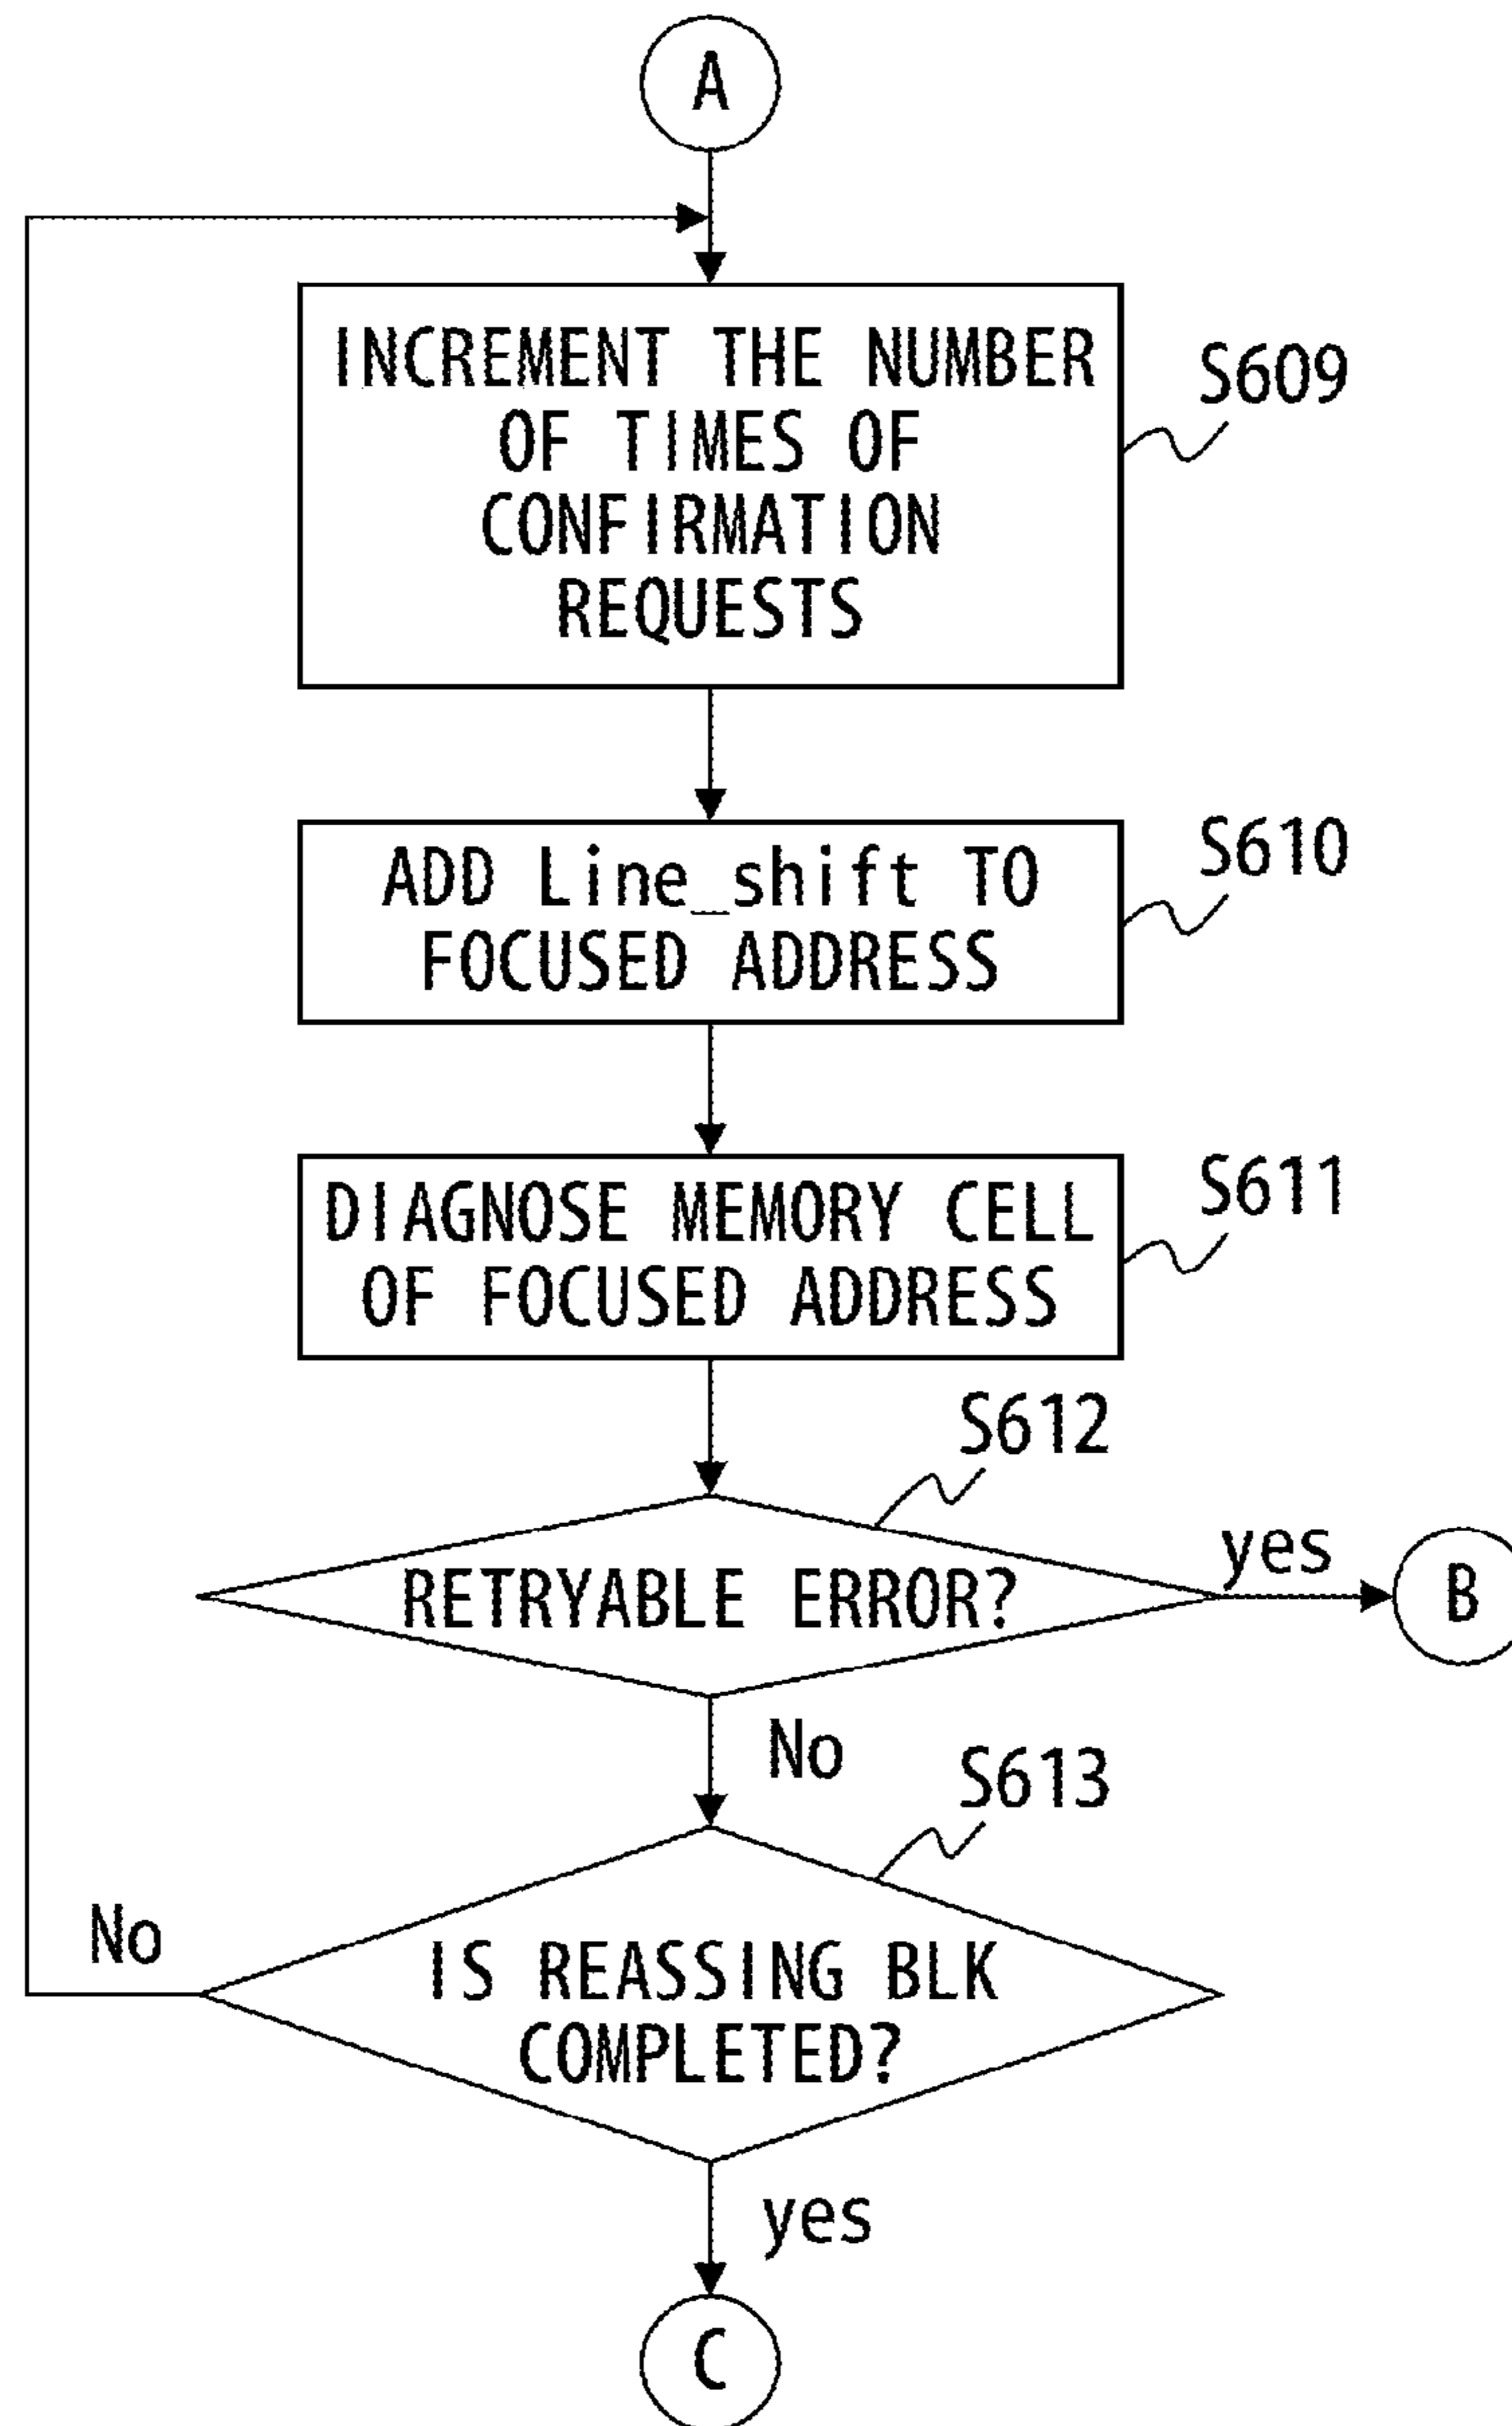 A
INCREMENT THE NUMBER
OF TIMES OF
CONFIRMATION
REQUESTS
S609
ADD Line_shift TO
FOCUSED ADDRESS
S610
DIAGNOSE MEMORY CELL
OF FOCUSED ADDRESS
S611
S612
RETRYABLE ERROR?
yes
B
No
S613
No
IS REASSING BLK
COMPLETED?
yes
C